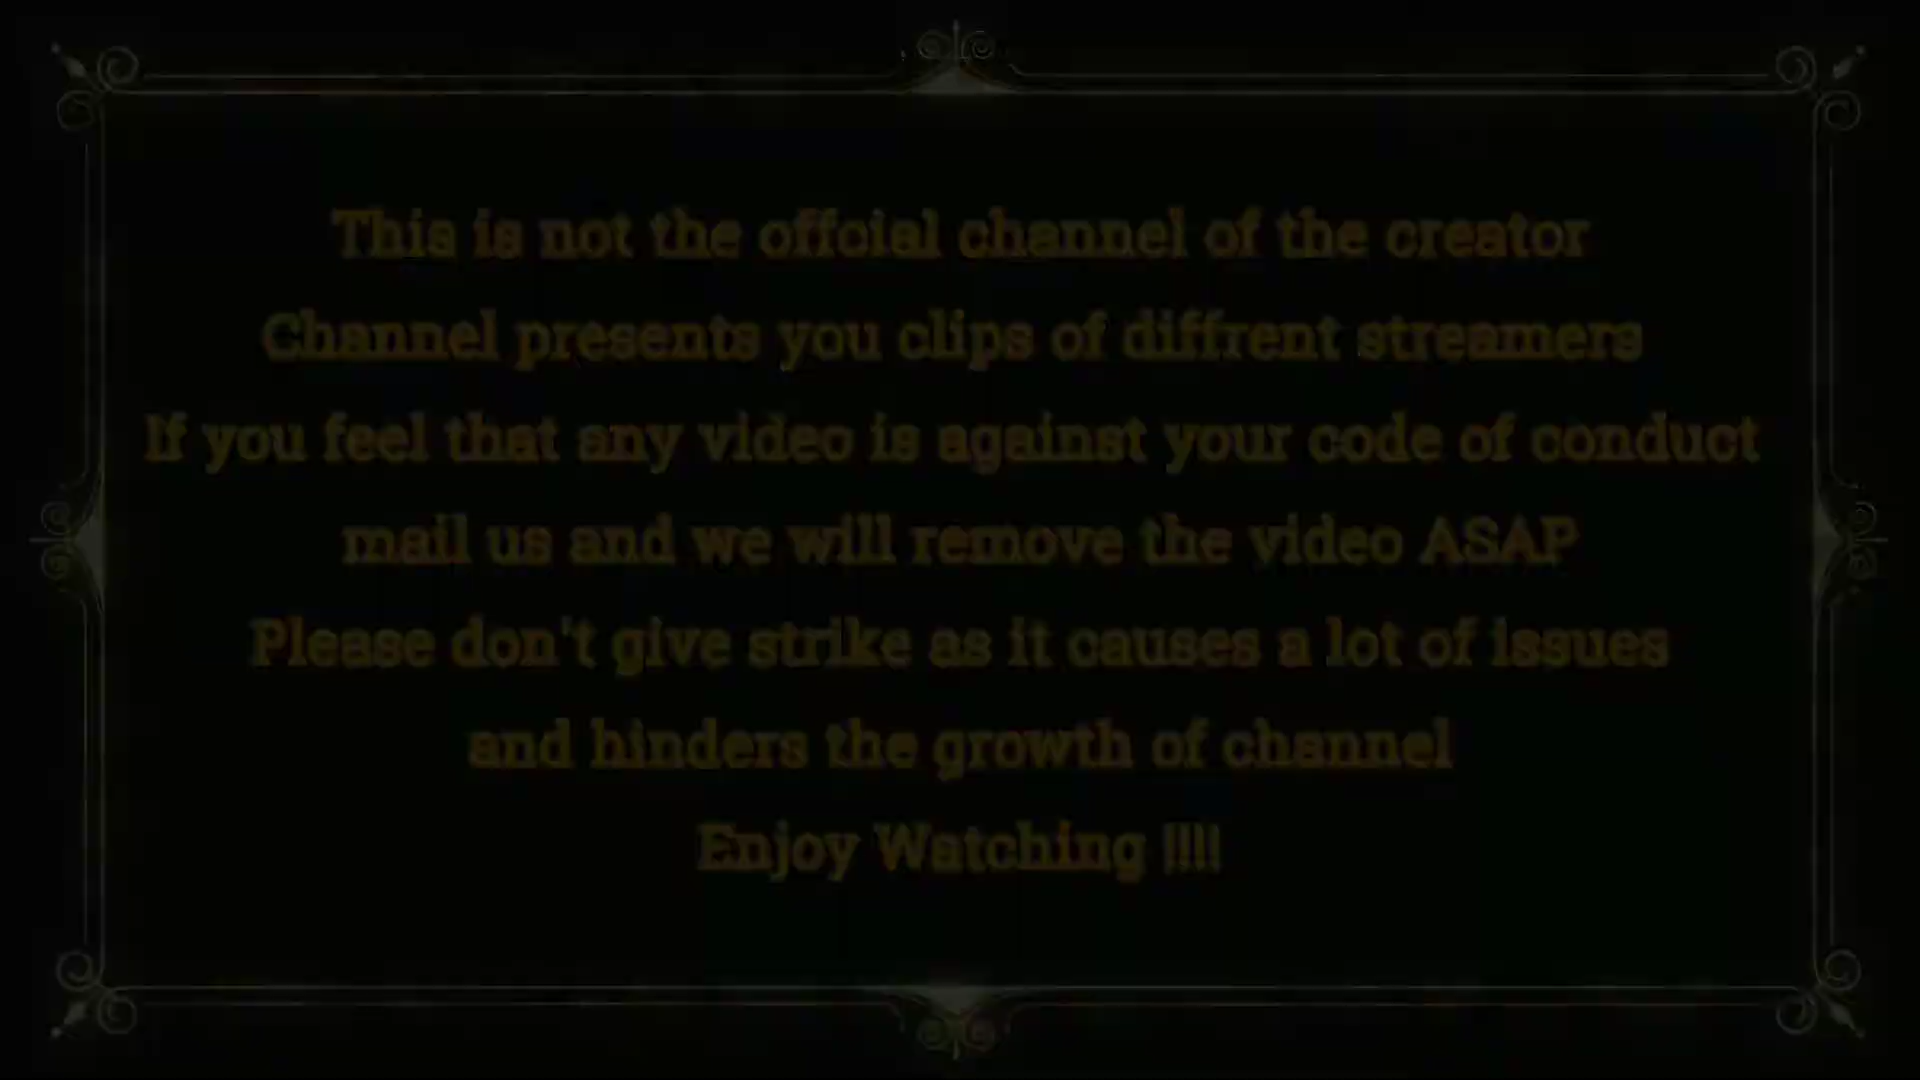 This is not the offcial channel of the creator
Channel presents you clips of diffrent streamers
If you feel that any video is against your code of conduct
mail us and we will remove the video ASAP
Please don't give strike as it causes a lot of issues
and hinders the growth of channel
Enjoy Watching !!!!